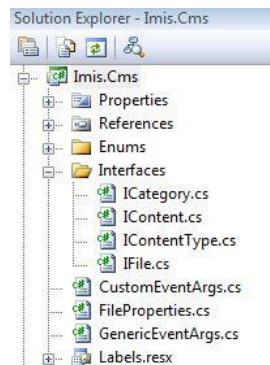 Solution Explorer - Imis.Cms
Imis.Cms
Properties
References
Enums
Interfaces
ICategory.cs
IContent.cs
IContentType.cs
IFile.cs
CustomEventArgs.cs
FileProperties.cs
GenericEventArgs.cs
Labels.resx